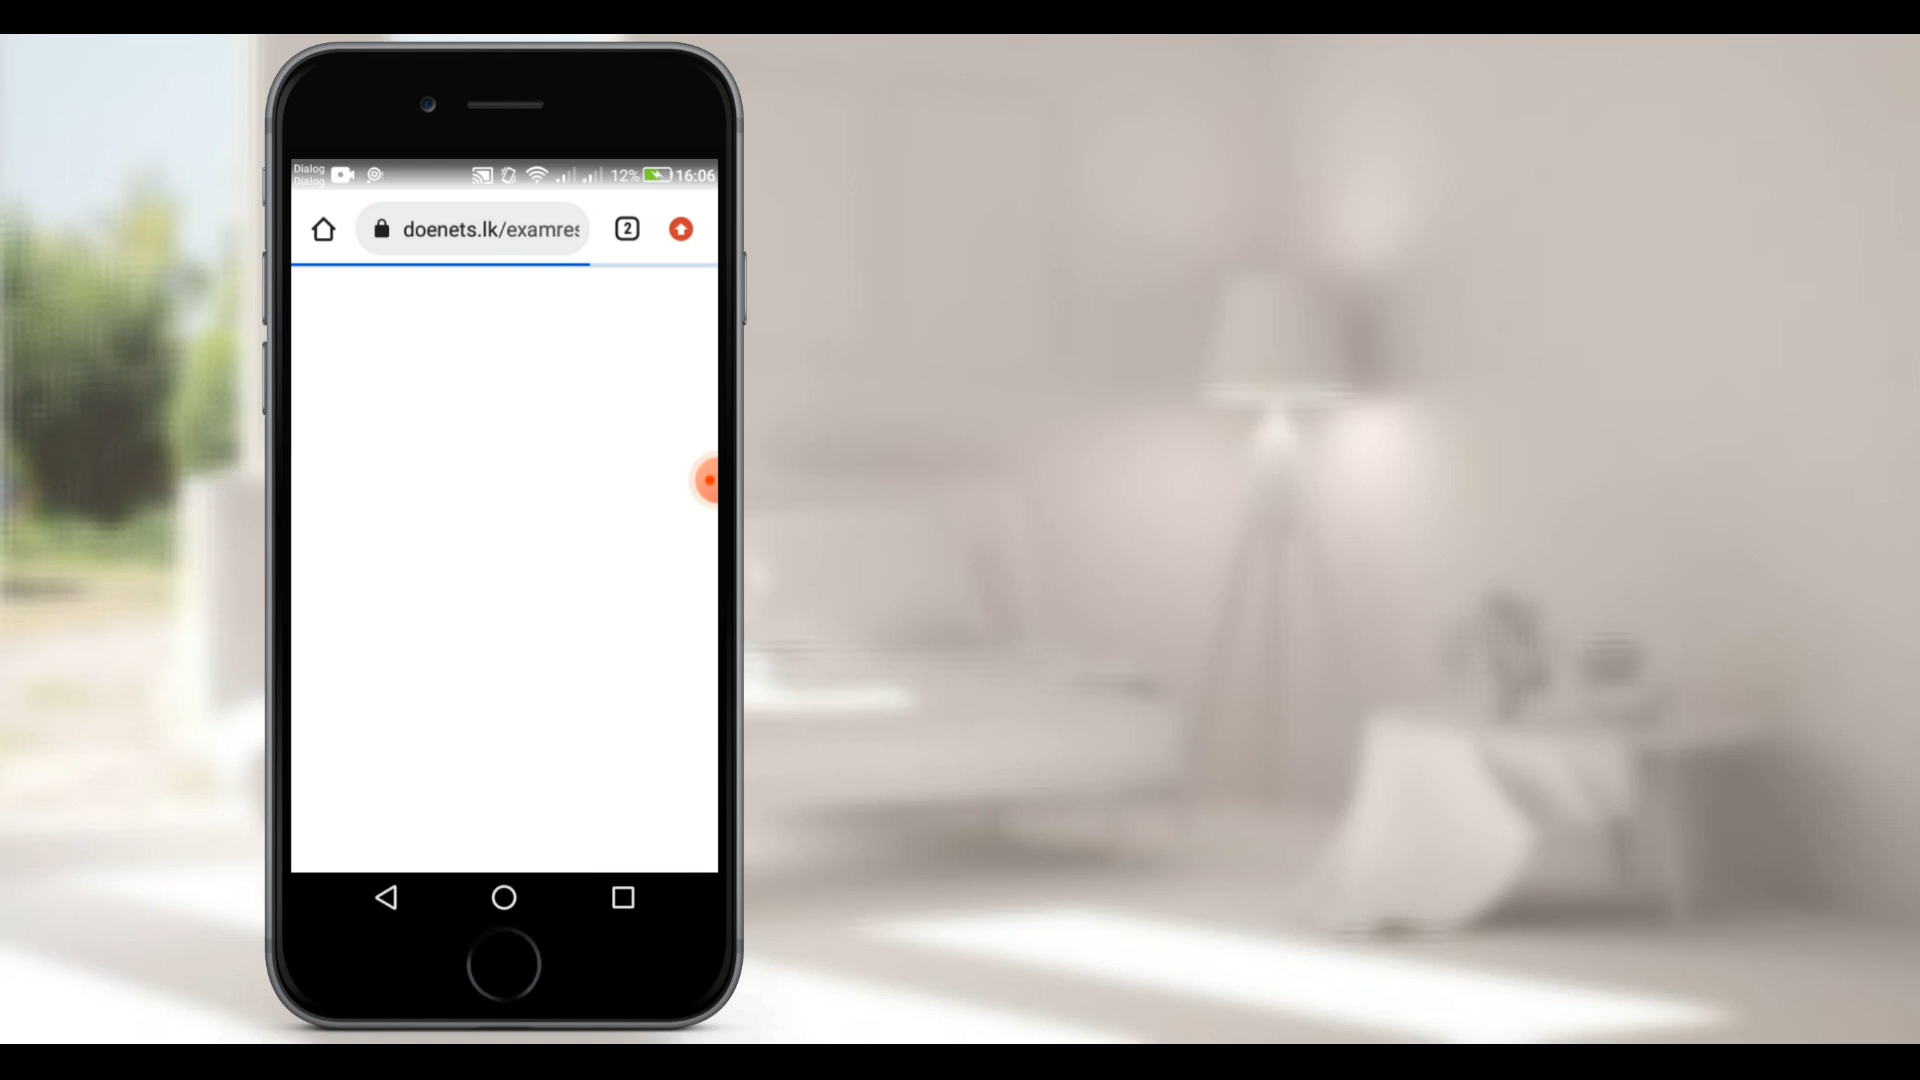 Dialog
Dialog
12% 16:06
doenets.lk/examres
2